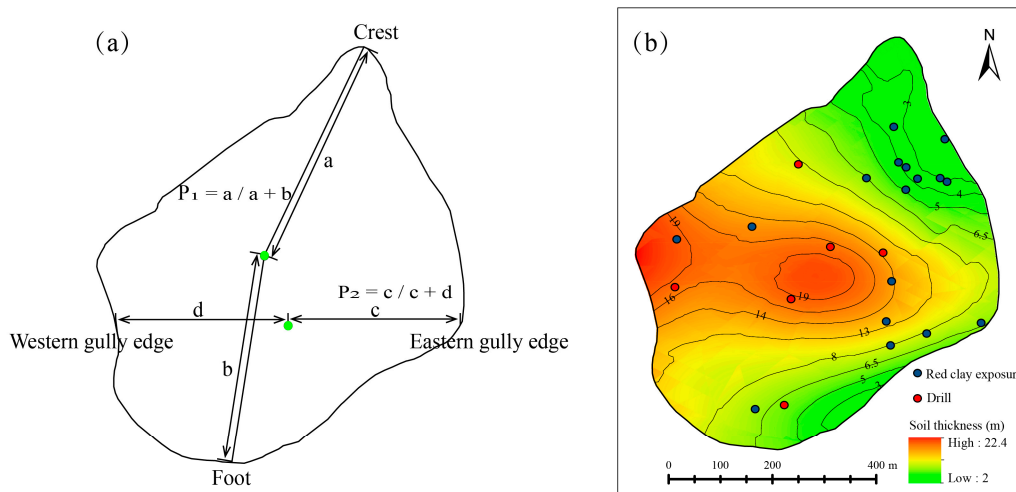 (a)
Crest
a
P₁ = a / a + b
P₂ = c / c + d
d
c
Western gully edge
Eastern gully edge
b
Foot
(b)
N
3
4
5
6.5
19
16
19
14
13
8
6.5
5
3
Red clay exposur
Drill
Soil thickness (m)
High : 22.4
Low : 2
0 100 200 400 m